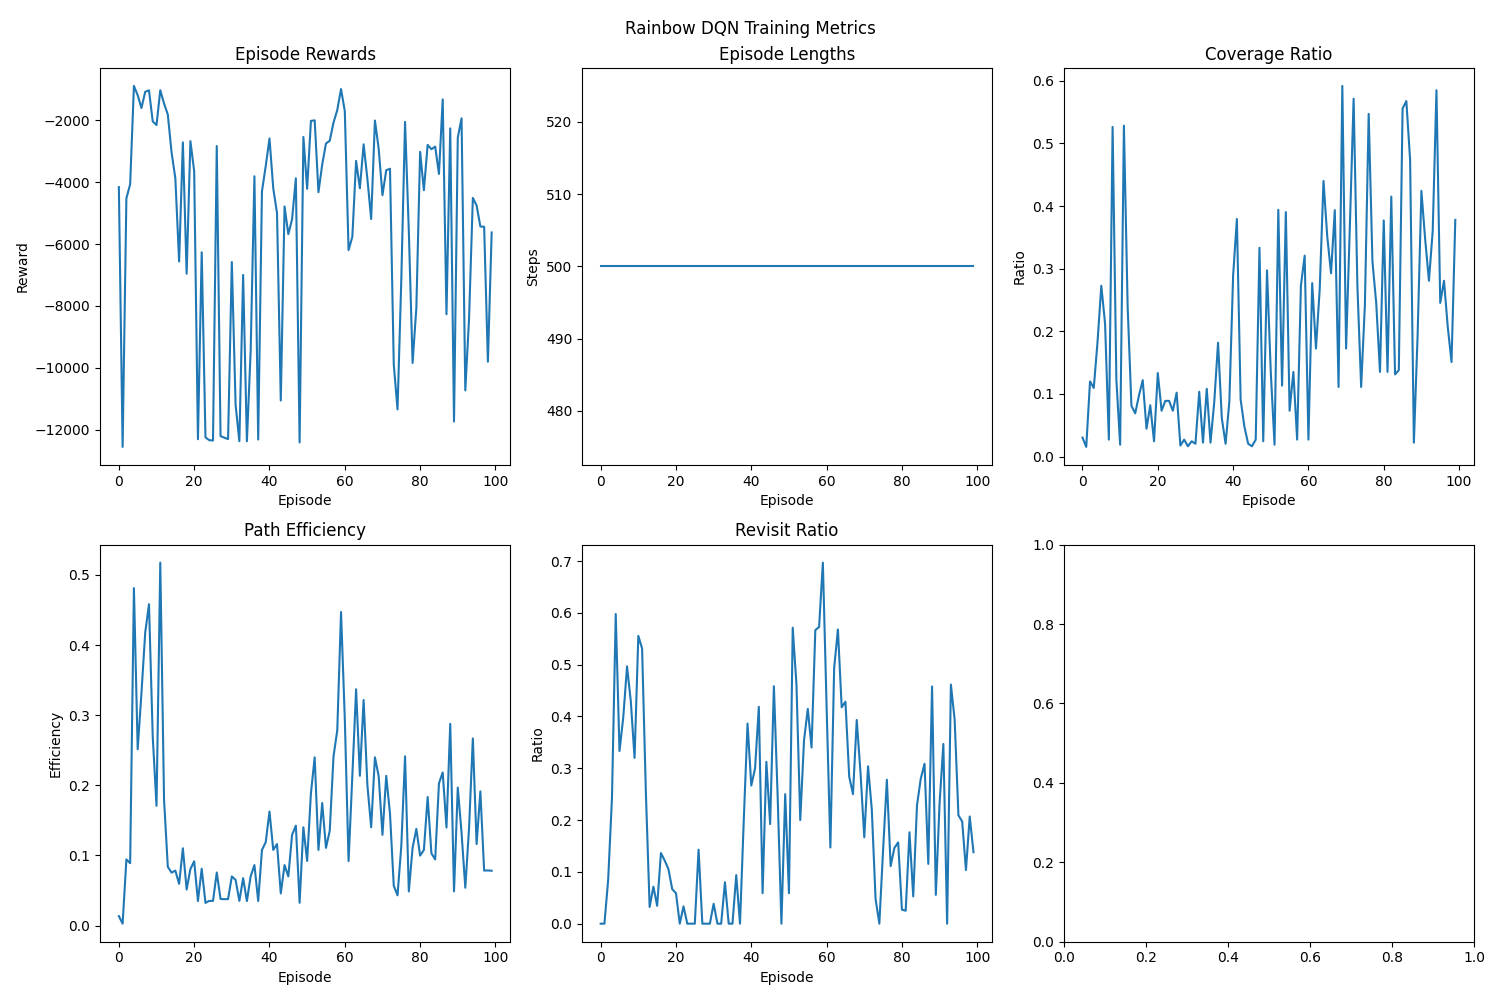 Rainbow DQN Training Metrics
Episode Rewards
Episode Lengths
Coverage Ratio
−2000
−4000
−6000
−8000
−10000
−12000
Reward
0 20 40 60 80 100
Episode
520
510
500
490
480
Steps
0 20 40 60 80 100
Episode
0.6
0.5
0.4
0.3
0.2
0.1
0.0
Ratio
0 20 40 60 80 100
Episode
Path Efficiency
Revisit Ratio
0.5
0.4
0.3
0.2
0.1
0.0
Efficiency
0 20 40 60 80 100
Episode
0.7
0.6
0.5
0.4
0.3
0.2
0.1
0.0
Ratio
0 20 40 60 80 100
Episode
1.0
0.8
0.6
0.4
0.2
0.0
0.0 0.2 0.4 0.6 0.8 1.0